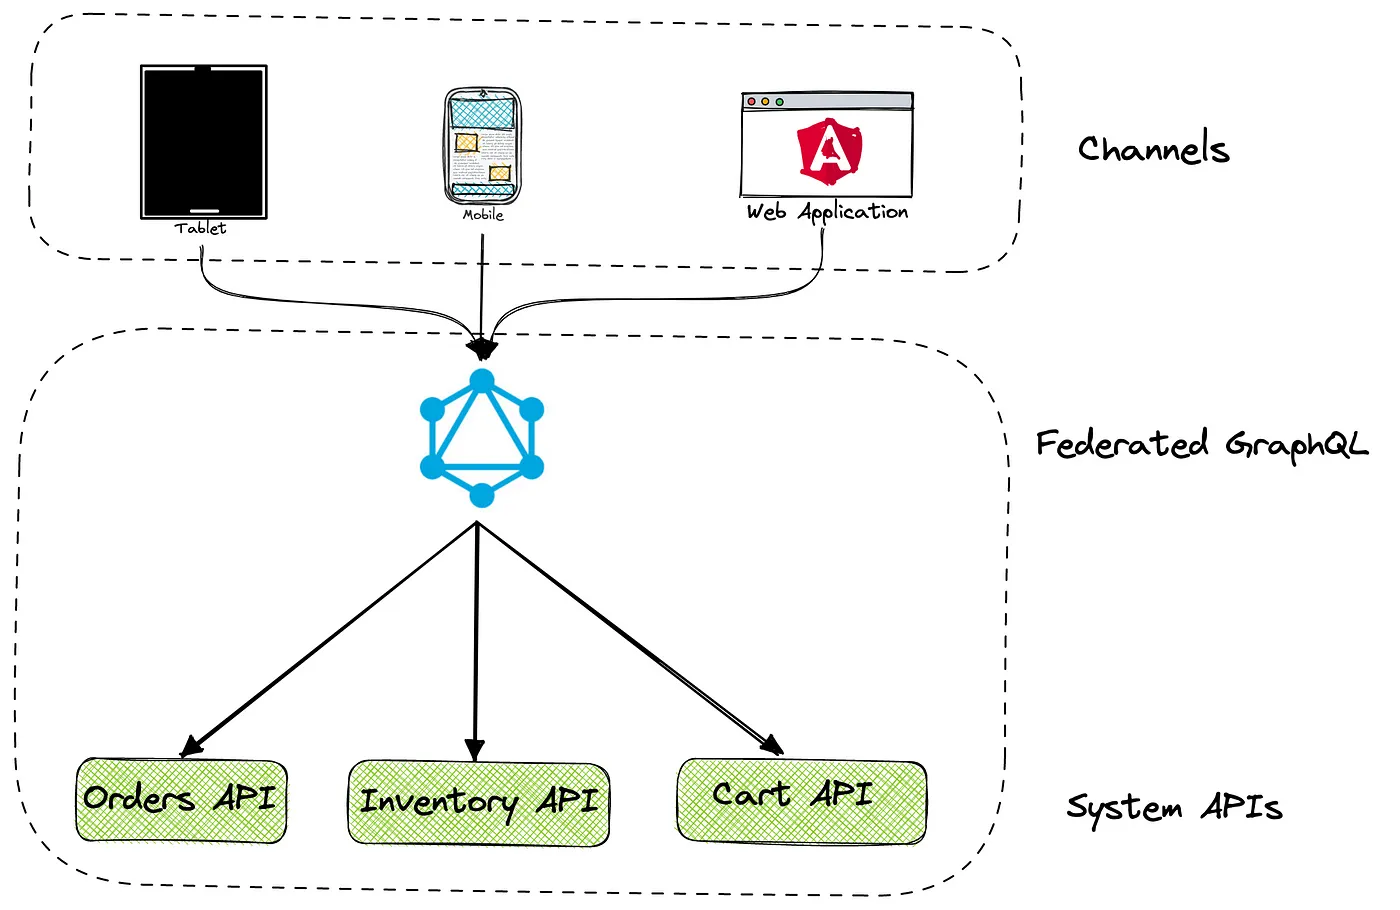 Channels
Tablet
Mobile
Web Application
Federated GraphQL
Orders API
Inventory API
Cart API
System APIs